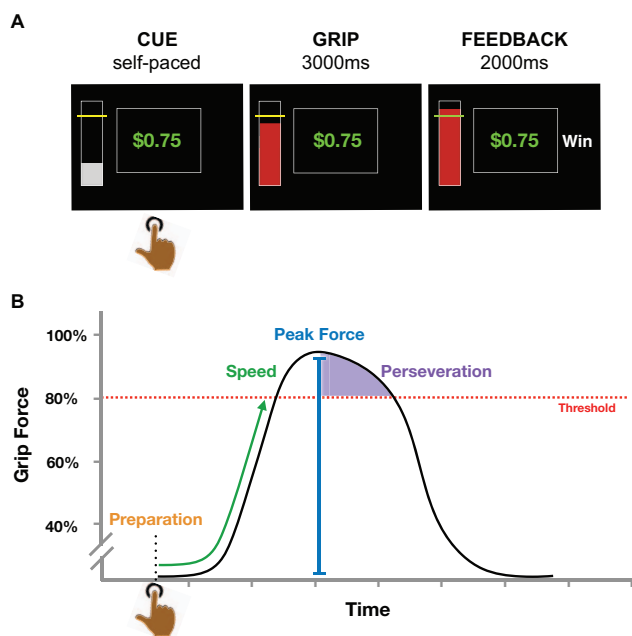 A
CUE
self-paced
GRIP
3000ms
FEEDBACK
2000ms
$0.75
$0.75
$0.75
Win
B
100%
80%
60%
40%
Grip Force
Peak Force
Speed
Perseveration
Threshold
Preparation
Time